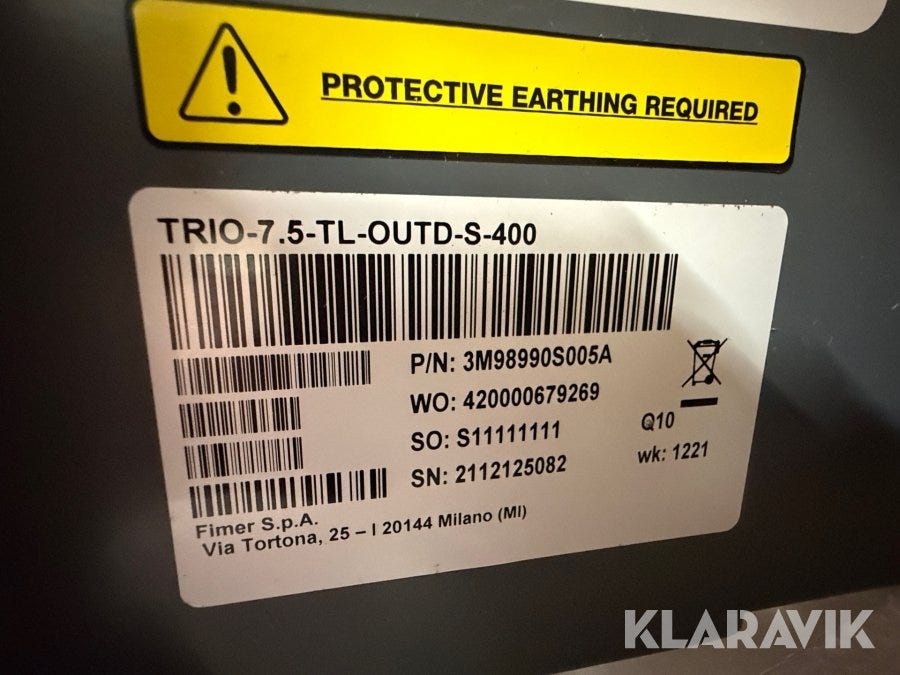 PROTECTIVE EARTHING REQUIRED
TRIO-7.5-TL-OUTD-S-400
P/N: 3M98990S005A
WO: 420000679269
SO: S11111111
SN: 2112125082
Q10
wk: 1221
Fimer S.p.A.
Via Tortona, 25 – I 20144 Milano (MI)
KLARAVIK